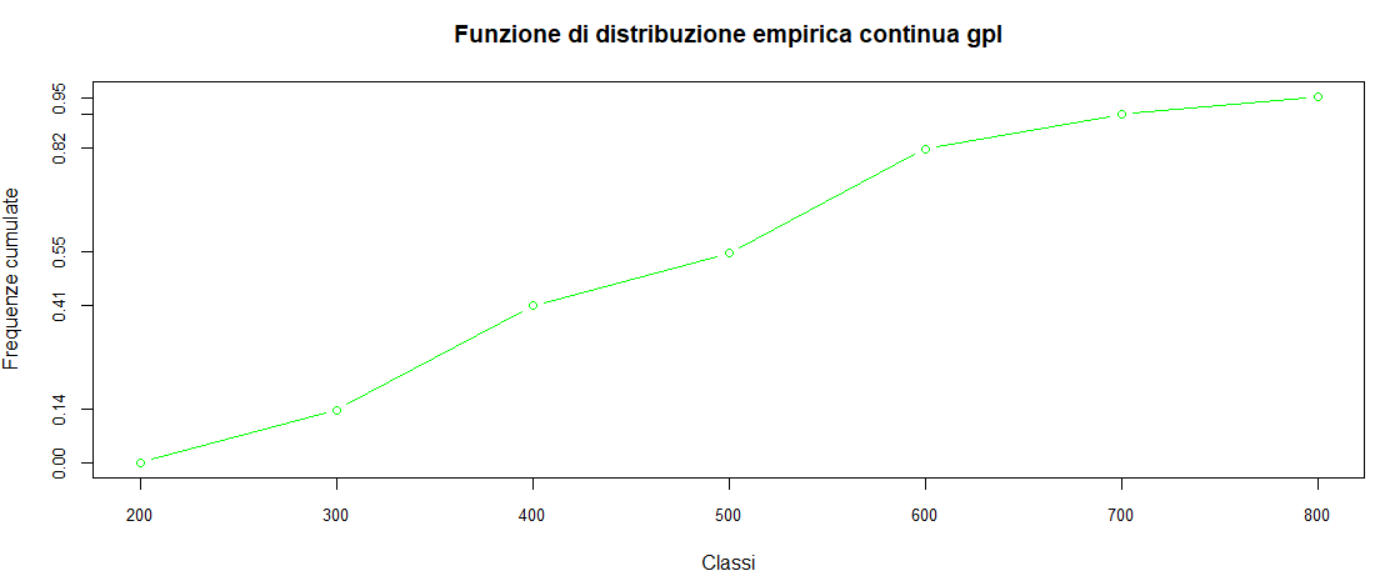 Funzione di distribuzione empirica continua gpl
Frequenze cumulate
0.95
0.82
0.55
0.41
0.14
0.00
200 300 400 500 600 700 800
Classi